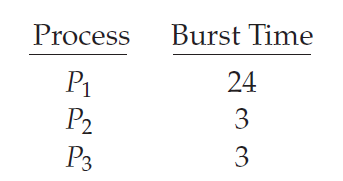 Process Burst Time
P₁ 24
P₂ 3
P₃ 3